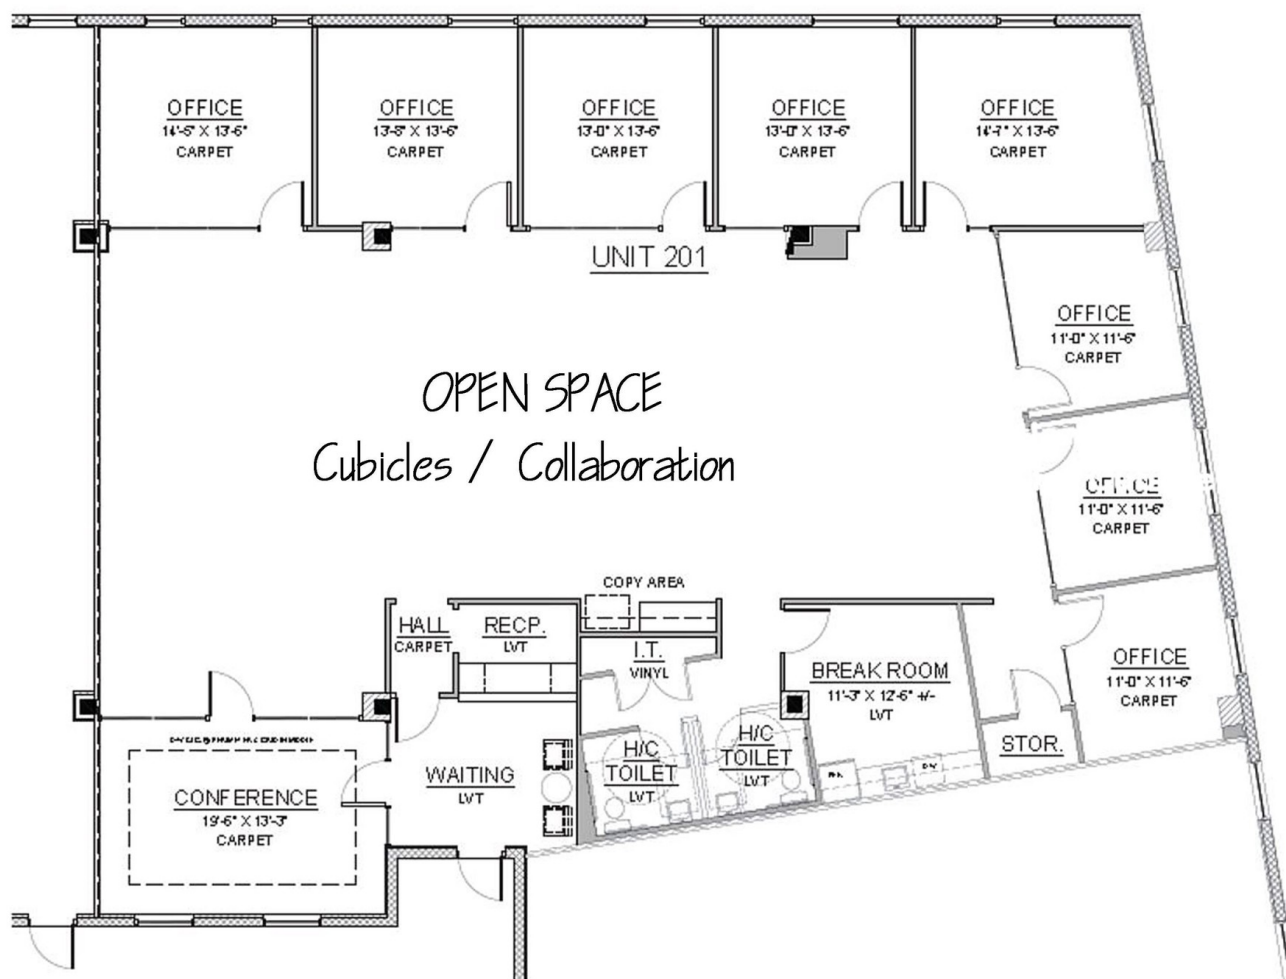 OFFICE
14'-6" X 13'-6"
CARPET
OFFICE
13'-8" X 13'-6"
CARPET
OFFICE
13'-0" X 13'-6"
CARPET
OFFICE
13'-0" X 13'-6"
CARPET
OFFICE
14'-7" X 13'-6"
CARPET
UNIT 201
OFFICE
11'-0" X 11'-6"
CARPET
OPEN SPACE
Cubicles / Collaboration
OFFICE
11'-0" X 11'-6"
CARPET
COPY AREA
HALL
CARPET
RECP.
LVT
I.T.
VINYL
BREAK ROOM
11'-3" X 12'-6" +/-
LVT
OFFICE
11'-0" X 11'-6"
CARPET
H/C
TOILET
LVT
H/C
TOILET
LVT
STOR.
WAITING
LVT
CONFERENCE
19'-6" X 13'-3"
CARPET